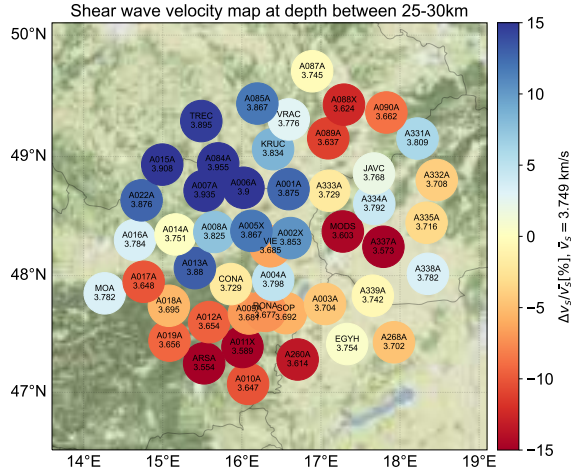 Shear wave velocity map at depth between 25-30km
50°N
49°N
48°N
47°N
14°E
15°E
16°E
17°E
18°E
19°E
A087A
3.745
A085A
3.867
A088X
3.624
A090A
3.662
TREC
3.895
VRAC
3.776
A089A
3.637
A331A
3.809
KRUC
3.834
A015A
3.908
A084A
3.955
JAVC
3.768
A332A
3.708
A022A
3.876
A007A
3.935
A006A
3.9
A001A
3.875
A333A
3.729
A334A
3.792
A335A
3.716
A016A
3.784
A014A
3.751
A008A
3.825
A005X
3.867
A002X
3.853
VIE
3.685
MODS
3.603
A337A
3.573
A338A
3.782
MOA
3.782
A017A
3.648
A013A
3.88
CONA
3.729
A004A
3.798
A339A
3.742
A018A
3.695
A012A
3.654
A009A
3.681
RONA
3.677
SOP
3.692
A003A
3.704
A019A
3.656
ARSA
3.554
A011X
3.589
A010A
3.647
A260A
3.614
EGYH
3.754
A268A
3.702
15
10
5
0
−5
−10
−15
Δvs/v̄s[%], v̄s = 3.749 km/s